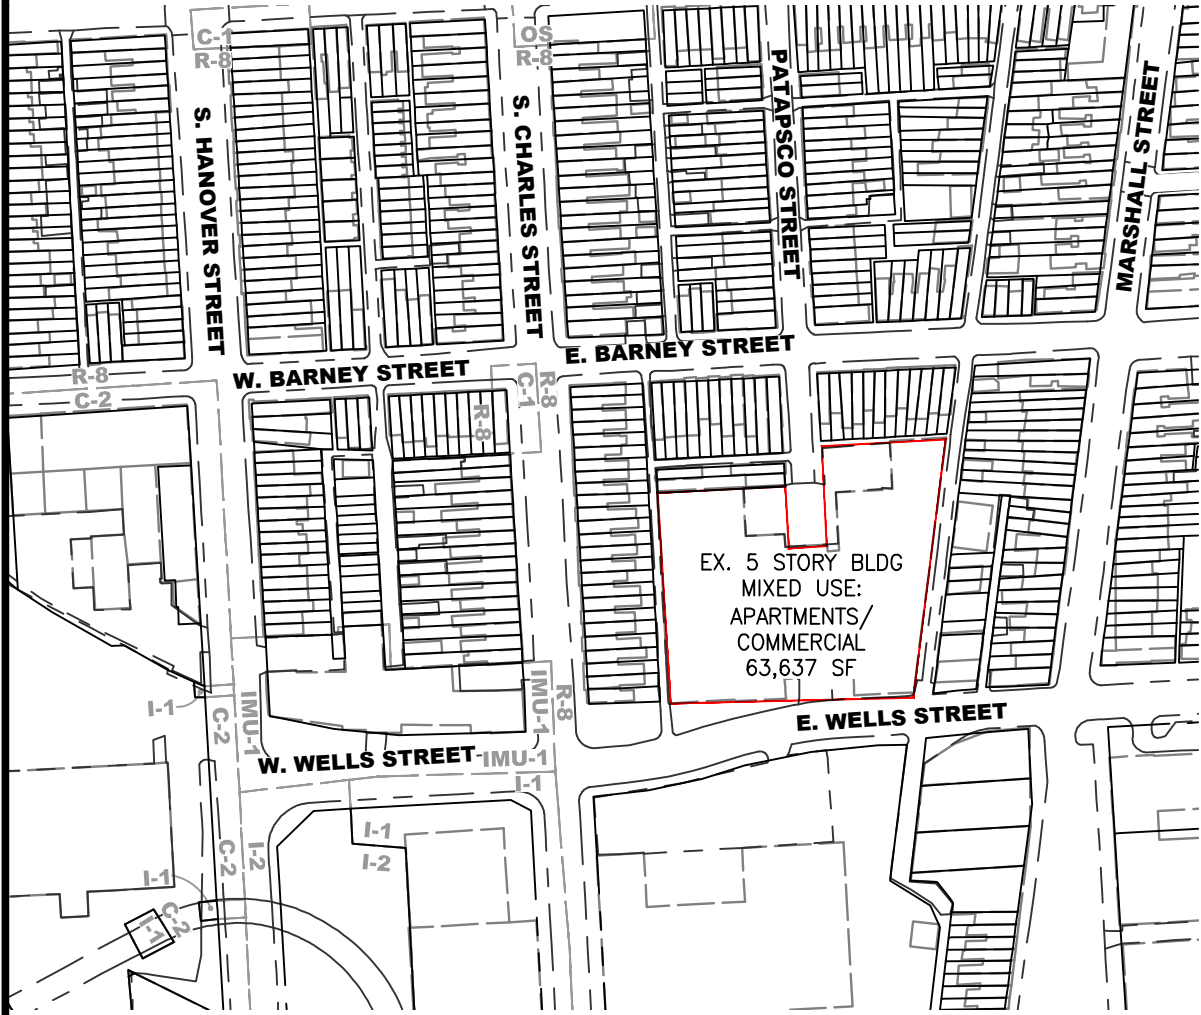 C-1
R-8
OS
R-8
S. HANOVER STREET
S. CHARLES STREET
PATAPSCO STREET
MARSHALL STREET
E. BARNEY STREET
W. BARNEY STREET
R-8
C-2
C-1
R-8
R-8
EX. 5 STORY BLDG
MIXED USE:
APARTMENTS/
COMMERCIAL
63,637 SF
I-1
C-2
IMU-1
IMU-1
R-8
E. WELLS STREET
W. WELLS STREET
IMU-1
I-1
I-1
I-2
C-2
I-2
I-1
C-2
I-1